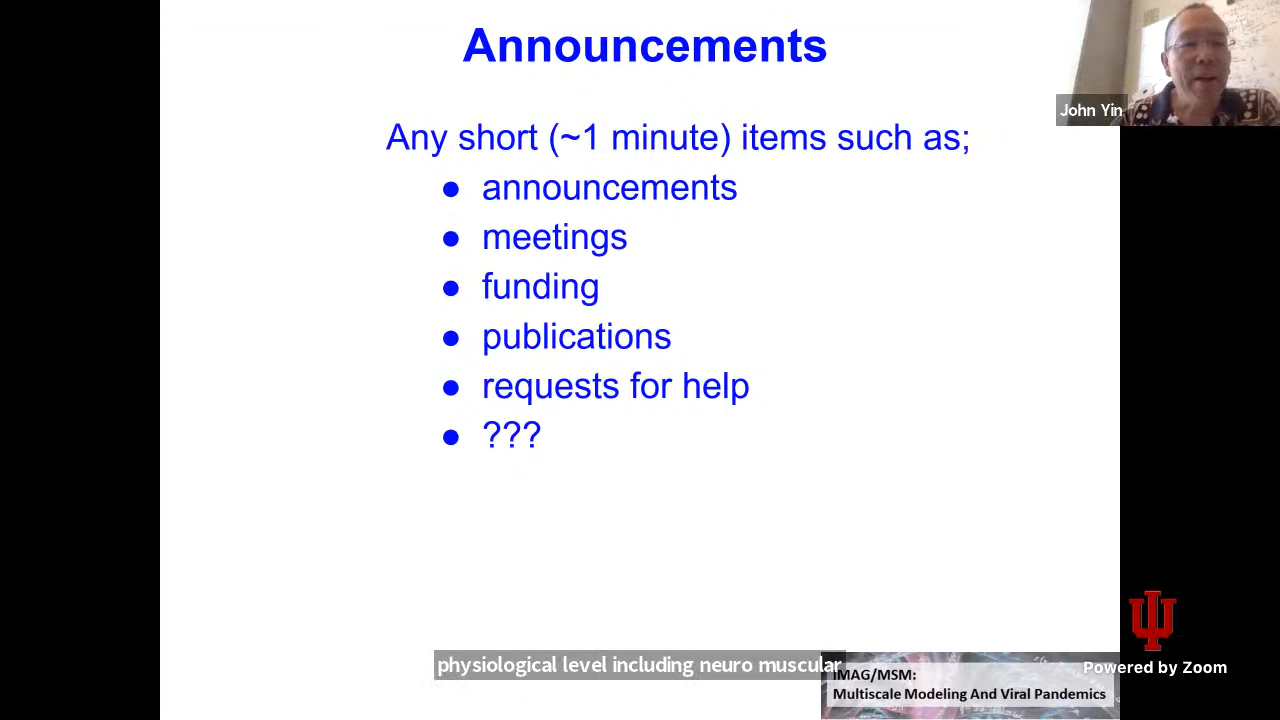 Announcements
John Yin
Any short (~1 minute) items such as;
● announcements
● meetings
● funding
● publications
● requests for help
● ???
physiological level including neuro muscular
IMAG/MSM:
Multiscale Modeling And Viral Pandemics
Powered by Zoom